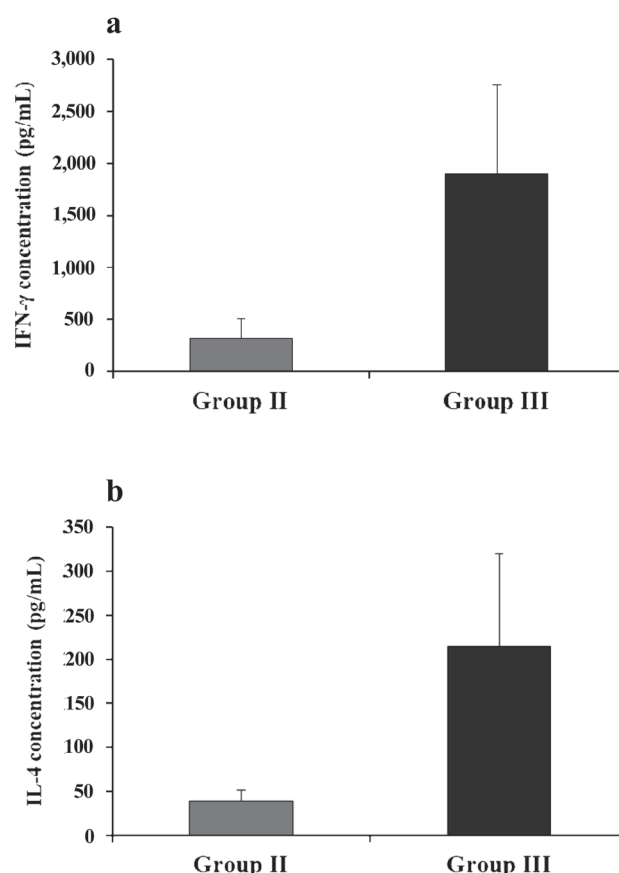 a
IFN-γ concentration (pg/mL)
3,000
2,500
2,000
1,500
1,000
500
0
Group II
Group III
b
IL-4 concentration (pg/mL)
350
300
250
200
150
100
50
0
Group II
Group III